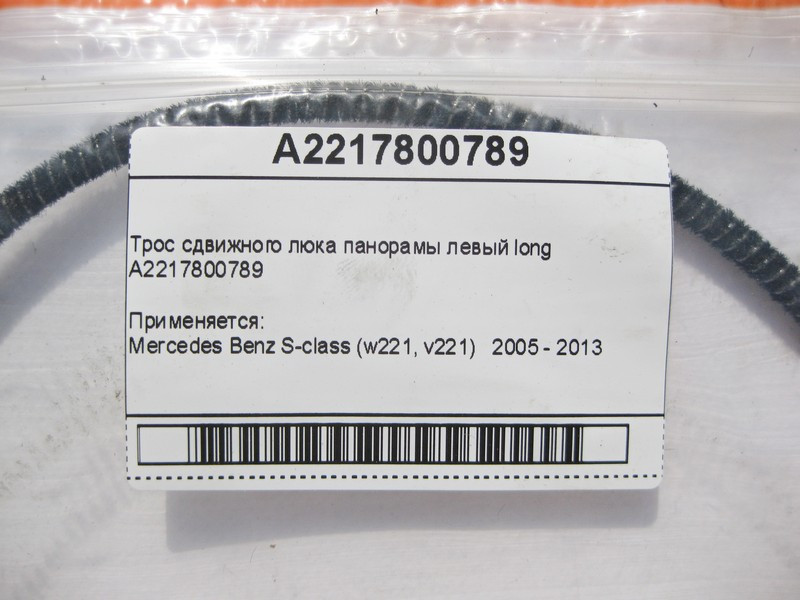 A2217800789
Трос сдвижного люка панорамы левый long
A2217800789
Применяется:
Mercedes Benz S-class (w221, v221) 2005 - 2013